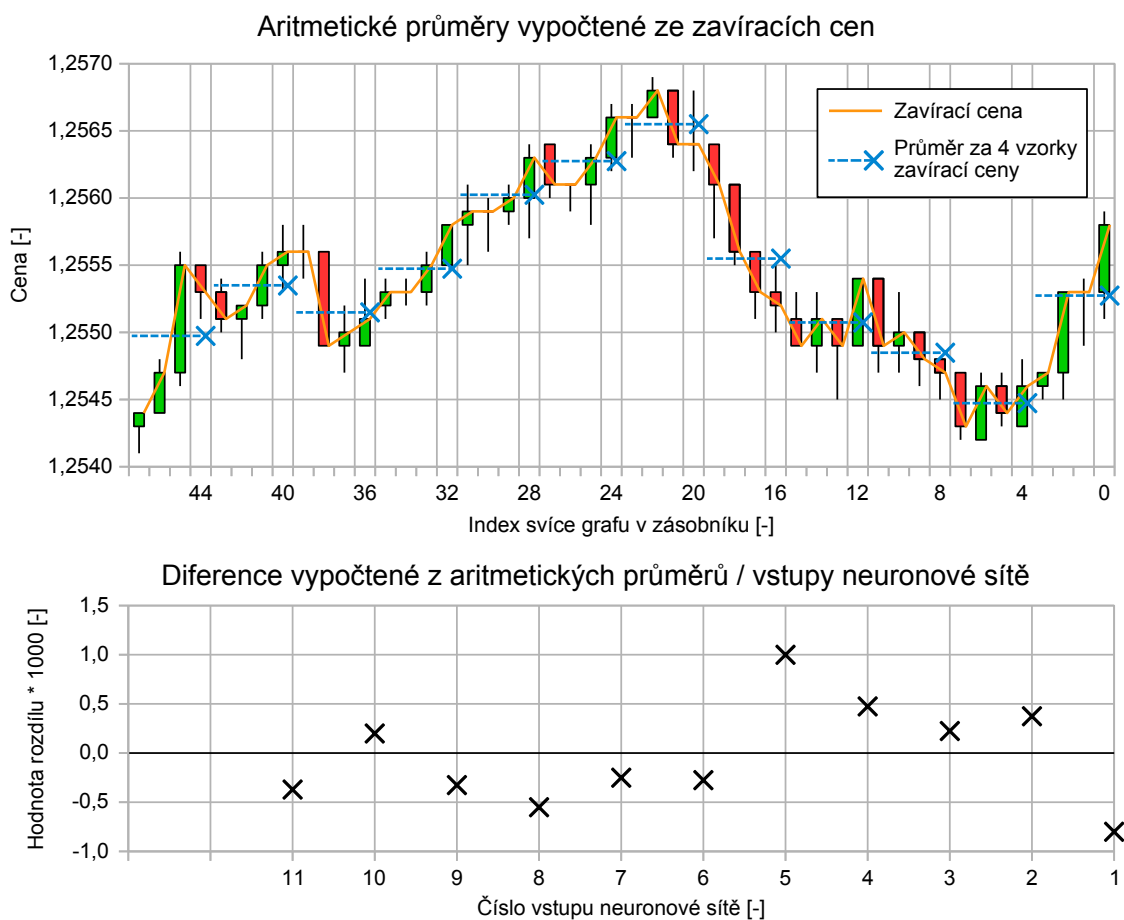 Aritmetické průměry vypočtené ze zavíracích cen
1,2570
1,2565
1,2560
1,2555
1,2550
1,2545
1,2540
Cena [-]
Zavírací cena
Průměr za 4 vzorky
zavírací ceny
44 40 36 32 28 24 20 16 12 8 4 0
Index svíce grafu v zásobníku [-]
Diference vypočtené z aritmetických průměrů / vstupy neuronové sítě
1,5
1,0
0,5
0,0
-0,5
-1,0
Hodnota rozdílu * 1000 [-]
11 10 9 8 7 6 5 4 3 2 1
Číslo vstupu neuronové sítě [-]